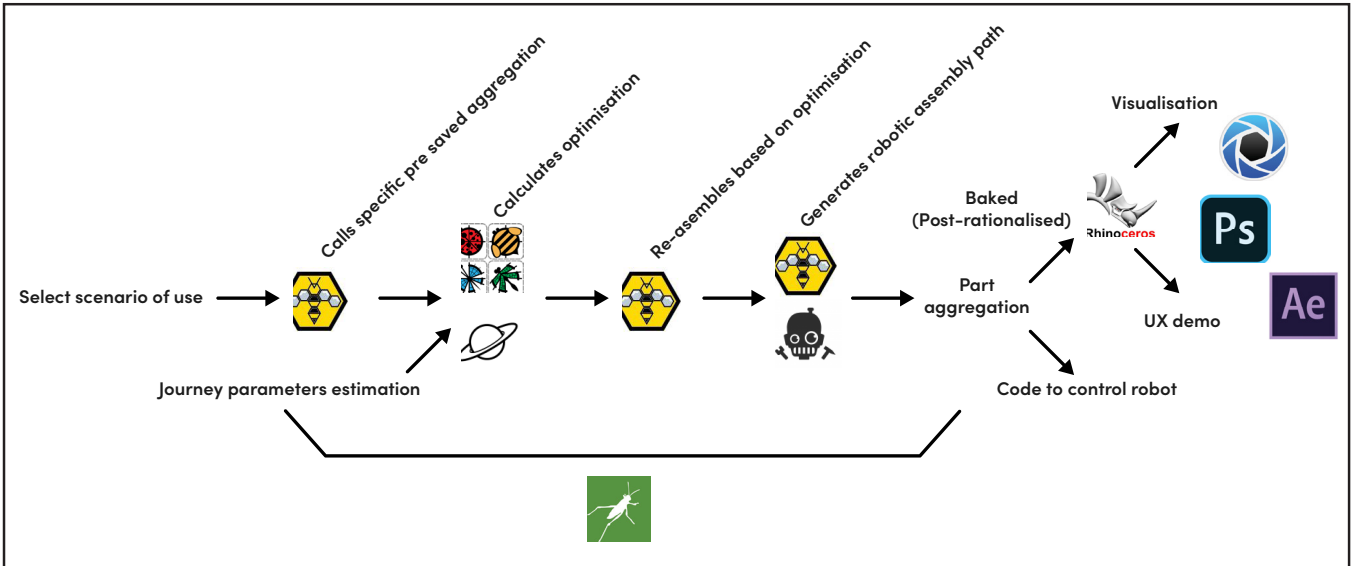 Select scenario of use
Calls specific pre saved aggregation
Calculates optimisation
Journey parameters estimation
Re-assembles based on optimisation
Generates robotic assembly path
Part
aggregation
Baked
(Post-rationalised)
Rhinoceros
Visualisation
Ps
UX demo
Ae
Code to control robot